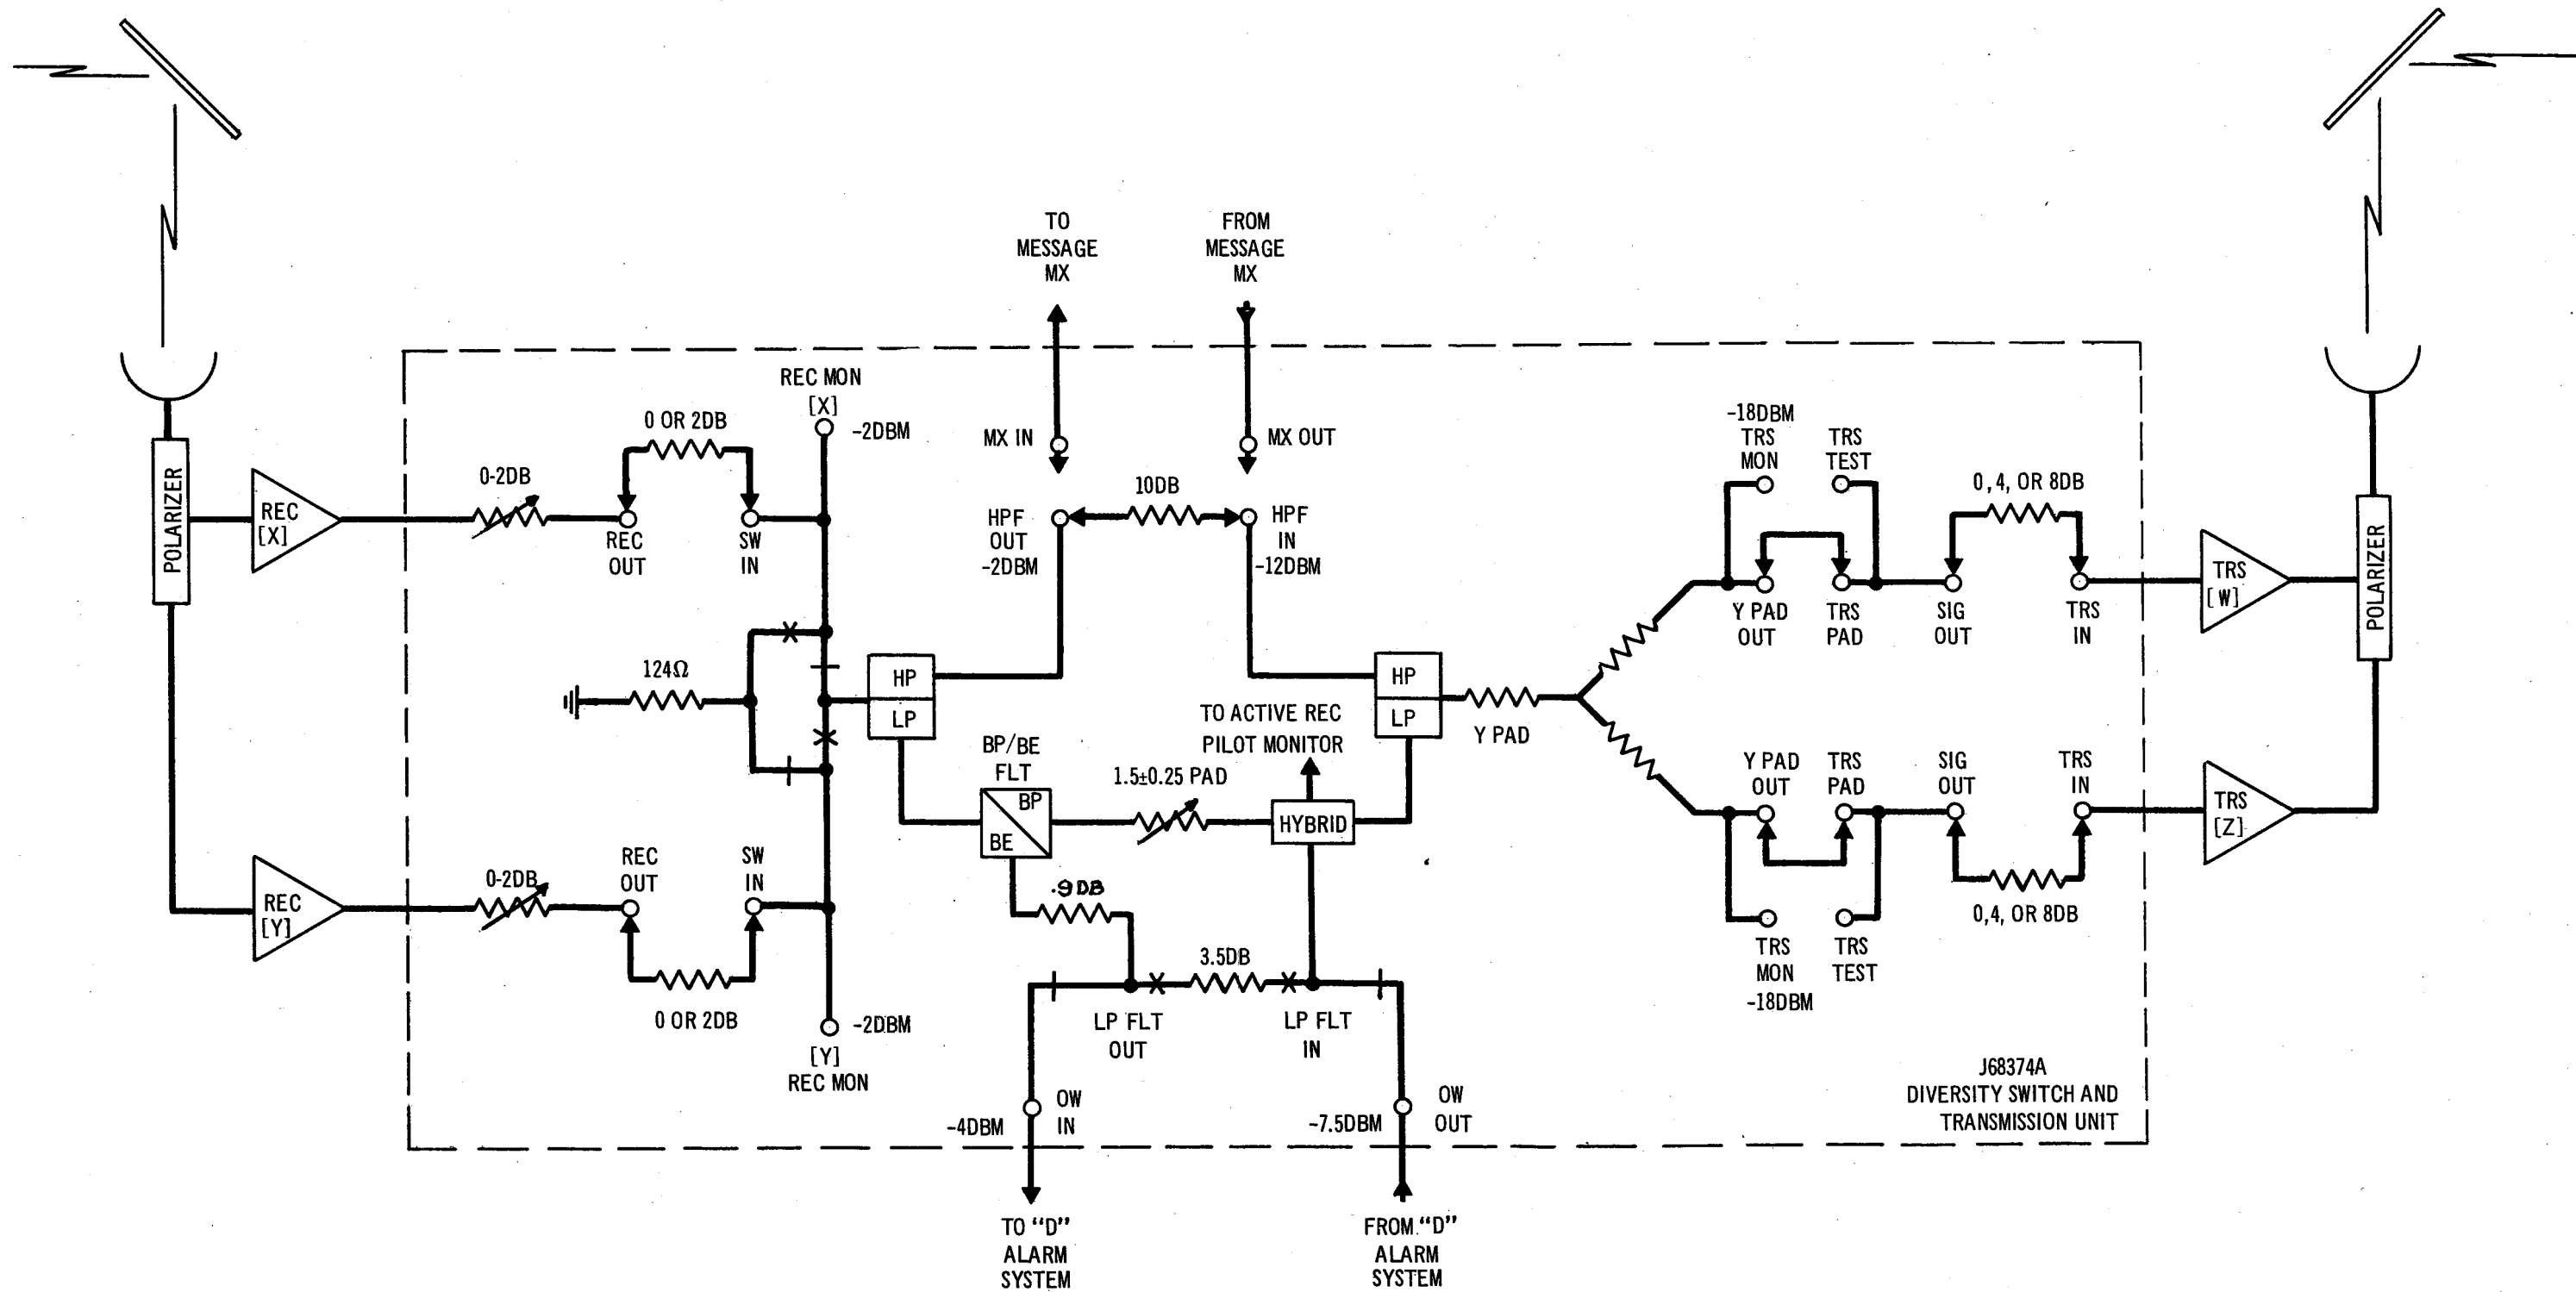 TO
MESSAGE
MX
FROM
MESSAGE
MX
REC MON
[X]
-2DBM
0 OR 2DB
0-2DB
REC
OUT
SW
IN
POLARIZER
REC
[X]
MX IN
MX OUT
10DB
HPF
OUT
-2DBM
HPF
IN
-12DBM
-18DBM
TRS
MON
TRS
TEST
0, 4, OR 8DB
Y PAD
OUT
TRS
PAD
SIG
OUT
TRS
IN
TRS
[W]
POLARIZER
124Ω
HP
LP
HP
LP
Y PAD
TO ACTIVE REC
PILOT MONITOR
BP/BE
FLT
BP
BE
1.5±0.25 PAD
HYBRID
Y PAD
OUT
TRS
PAD
SIG
OUT
TRS
IN
TRS
[Z]
0,4, OR 8DB
TRS
MON
-18DBM
TRS
TEST
REC
[Y]
0-2DB
REC
OUT
SW
IN
0 OR 2DB
-2DBM
[Y]
REC MON
.9DB
3.5DB
LP FLT
OUT
LP FLT
IN
OW
IN
-4DBM
OW
OUT
-7.5DBM
J68374A
DIVERSITY SWITCH AND
TRANSMISSION UNIT
TO "D"
ALARM
SYSTEM
FROM "D"
ALARM
SYSTEM